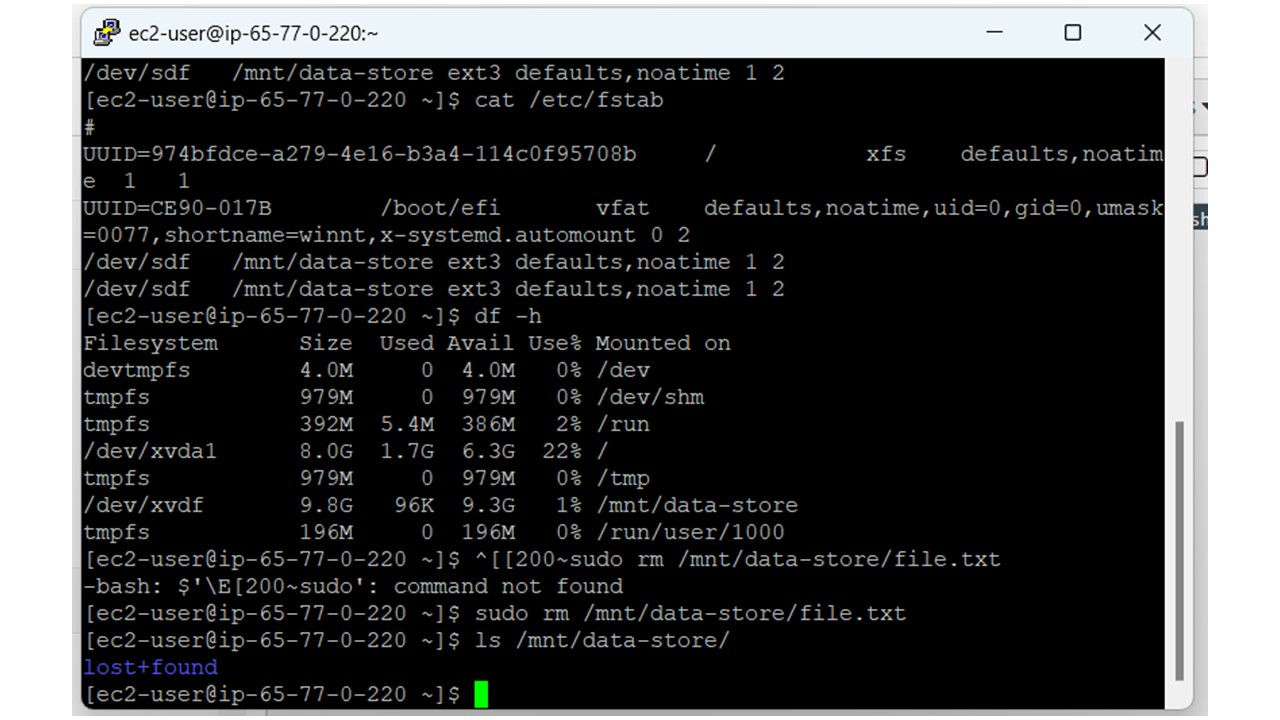 ec2-user@ip-65-77-0-220:~
/dev/sdf   /mnt/data-store ext3 defaults,noatime 1 2
[ec2-user@ip-65-77-0-220 ~]$ cat /etc/fstab
#
UUID=974bfdce-a279-4e16-b3a4-114c0f95708b     /           xfs    defaults,noatim
e  1   1
UUID=CE90-017B        /boot/efi       vfat    defaults,noatime,uid=0,gid=0,umask
=0077,shortname=winnt,x-systemd.automount 0 2
/dev/sdf   /mnt/data-store ext3 defaults,noatime 1 2
/dev/sdf   /mnt/data-store ext3 defaults,noatime 1 2
[ec2-user@ip-65-77-0-220 ~]$ df -h
Filesystem      Size  Used Avail Use% Mounted on
devtmpfs        4.0M     0  4.0M   0% /dev
tmpfs           979M     0  979M   0% /dev/shm
tmpfs           392M  5.4M  386M   2% /run
/dev/xvda1      8.0G  1.7G  6.3G  22% /
tmpfs           979M     0  979M   0% /tmp
/dev/xvdf       9.8G   96K  9.3G   1% /mnt/data-store
tmpfs           196M     0  196M   0% /run/user/1000
[ec2-user@ip-65-77-0-220 ~]$ ^[[200~sudo rm /mnt/data-store/file.txt
-bash: $'\E[200~sudo': command not found
[ec2-user@ip-65-77-0-220 ~]$ sudo rm /mnt/data-store/file.txt
[ec2-user@ip-65-77-0-220 ~]$ ls /mnt/data-store/
lost+found
[ec2-user@ip-65-77-0-220 ~]$